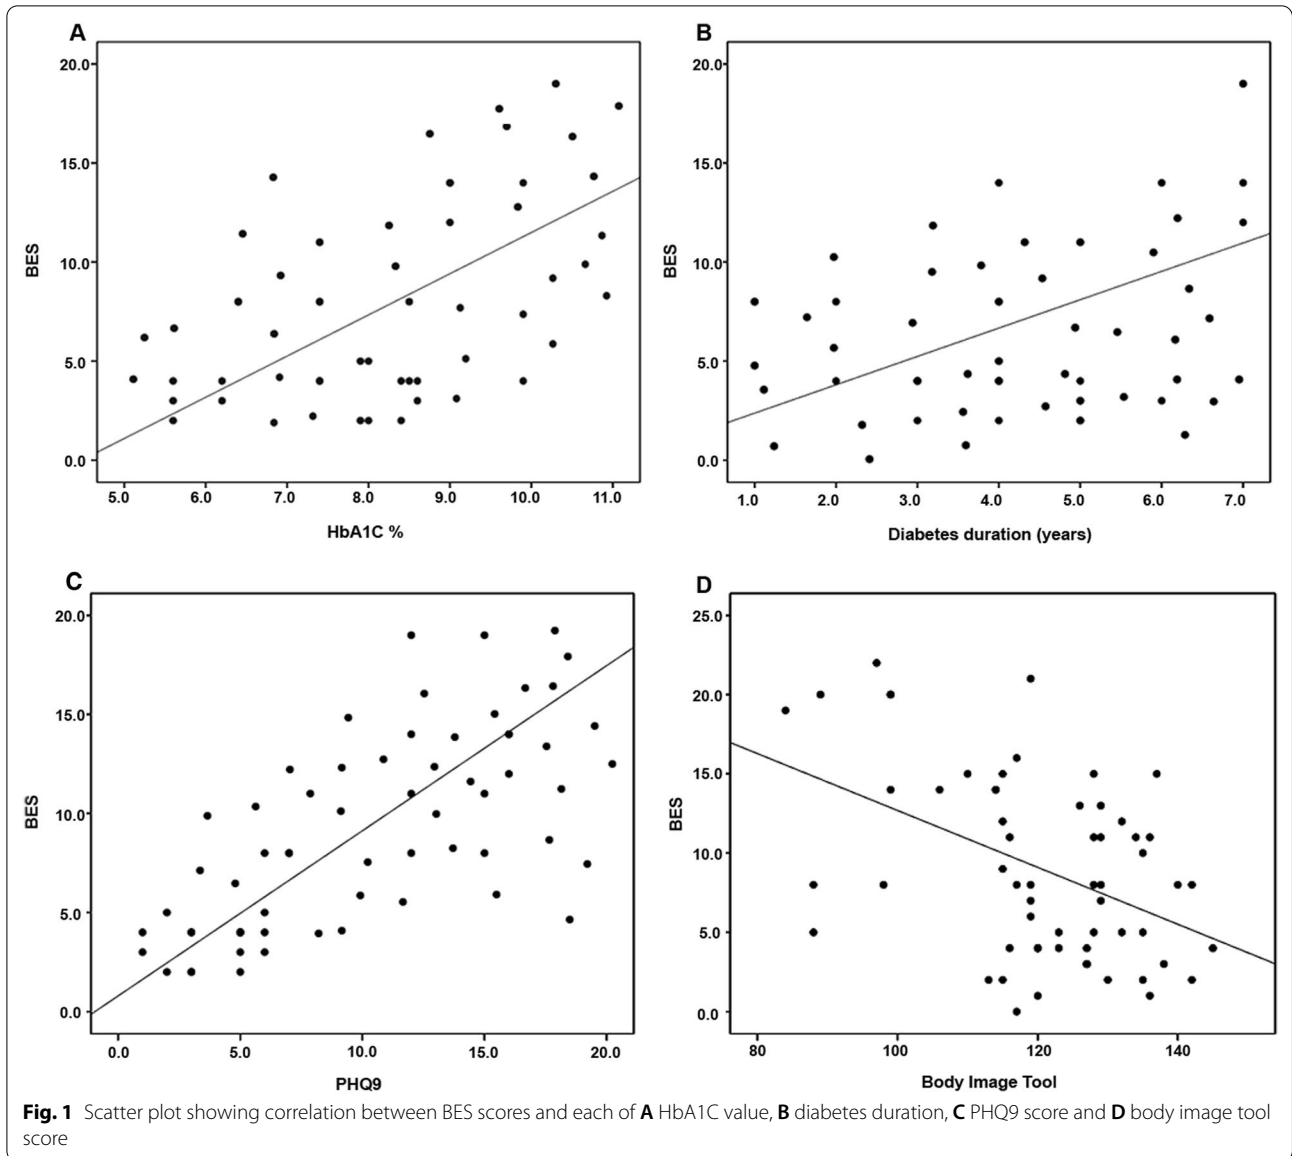 A
20.0
15.0
10.0
5.0
0.0
BES
5.0 6.0 7.0 8.0 9.0 10.0 11.0
HbA1C %
B
20.0
15.0
10.0
5.0
0.0
BES
1.0 2.0 3.0 4.0 5.0 6.0 7.0
Diabetes duration (years)
C
20.0
15.0
10.0
5.0
0.0
BES
0.0 5.0 10.0 15.0 20.0
PHQ9
D
25.0
20.0
15.0
10.0
5.0
0.0
BES
80 100 120 140
Body Image Tool
Fig. 1 Scatter plot showing correlation between BES scores and each of A HbA1C value, B diabetes duration, C PHQ9 score and D body image tool
score